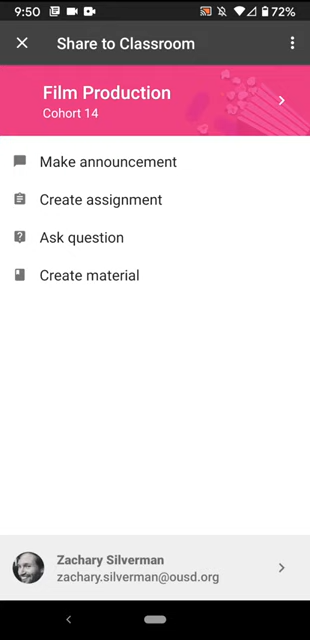 9:50
72%
Share to Classroom
Film Production
Cohort 14
Make announcement
Create assignment
Ask question
Create material
Zachary Silverman
zachary.silverman@ousd.org